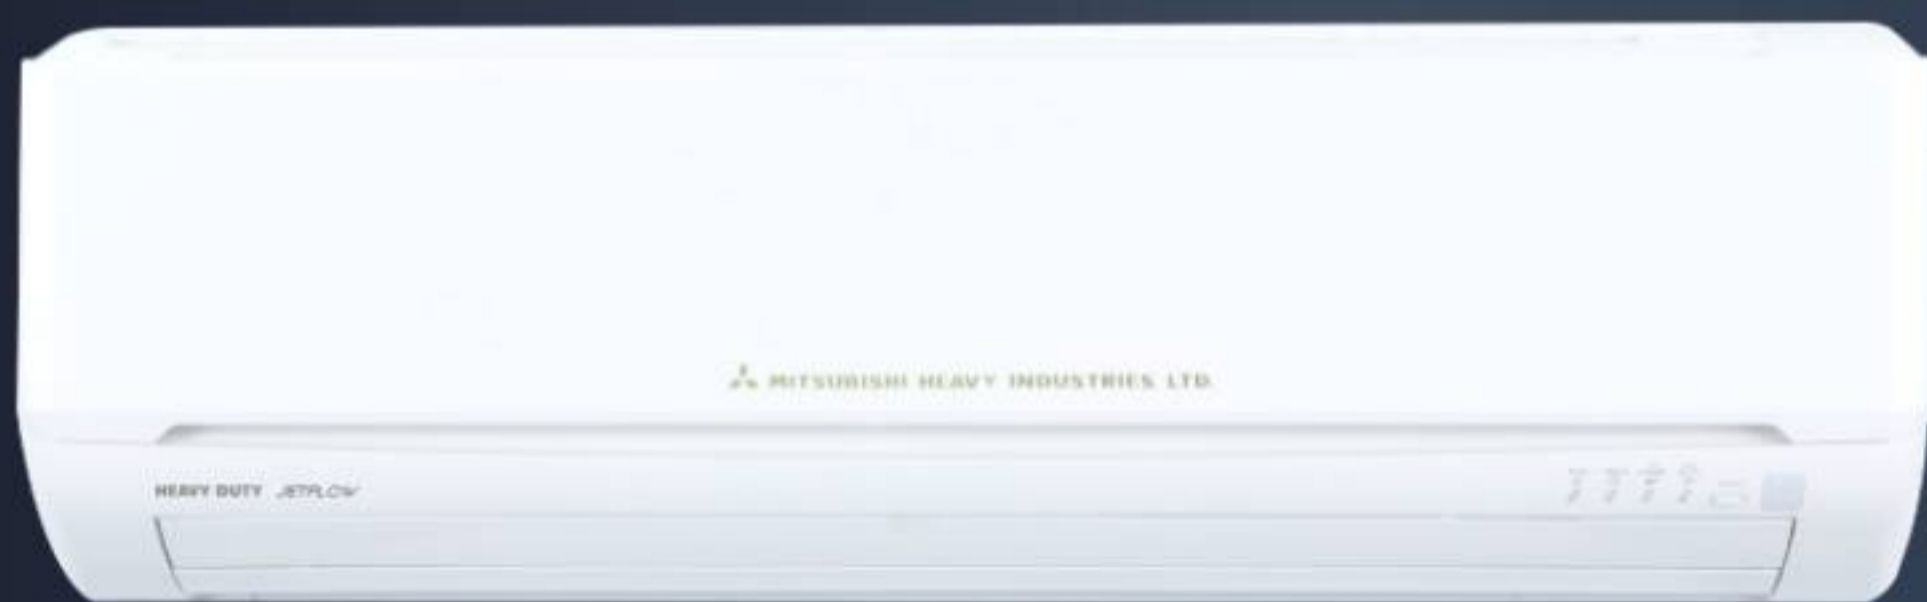 MITSUBISHI HEAVY INDUSTRIES LTD.
HEAVY DUTY JETFLOW